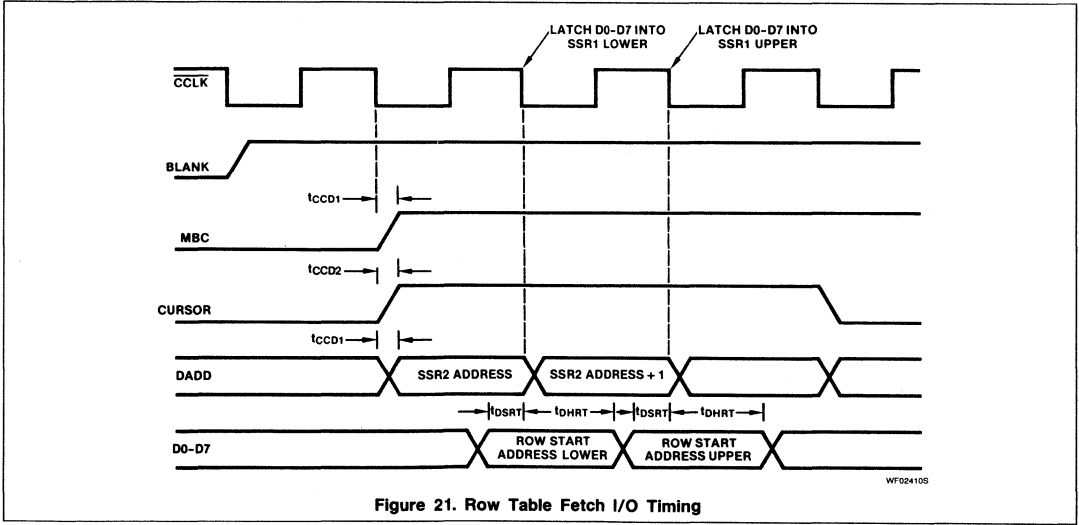 LATCH D0-D7 INTO
SSR1 LOWER
LATCH D0-D7 INTO
SSR1 UPPER
CCLK
BLANK
tCCD1
MBC
tCCD2
CURSOR
tCCD1
DADD
SSR2 ADDRESS
SSR2 ADDRESS + 1
tDSRT
tDHRT
tDSRT
tDHRT
D0-D7
ROW START
ADDRESS LOWER
ROW START
ADDRESS UPPER
WF02410S
Figure 21. Row Table Fetch I/O Timing